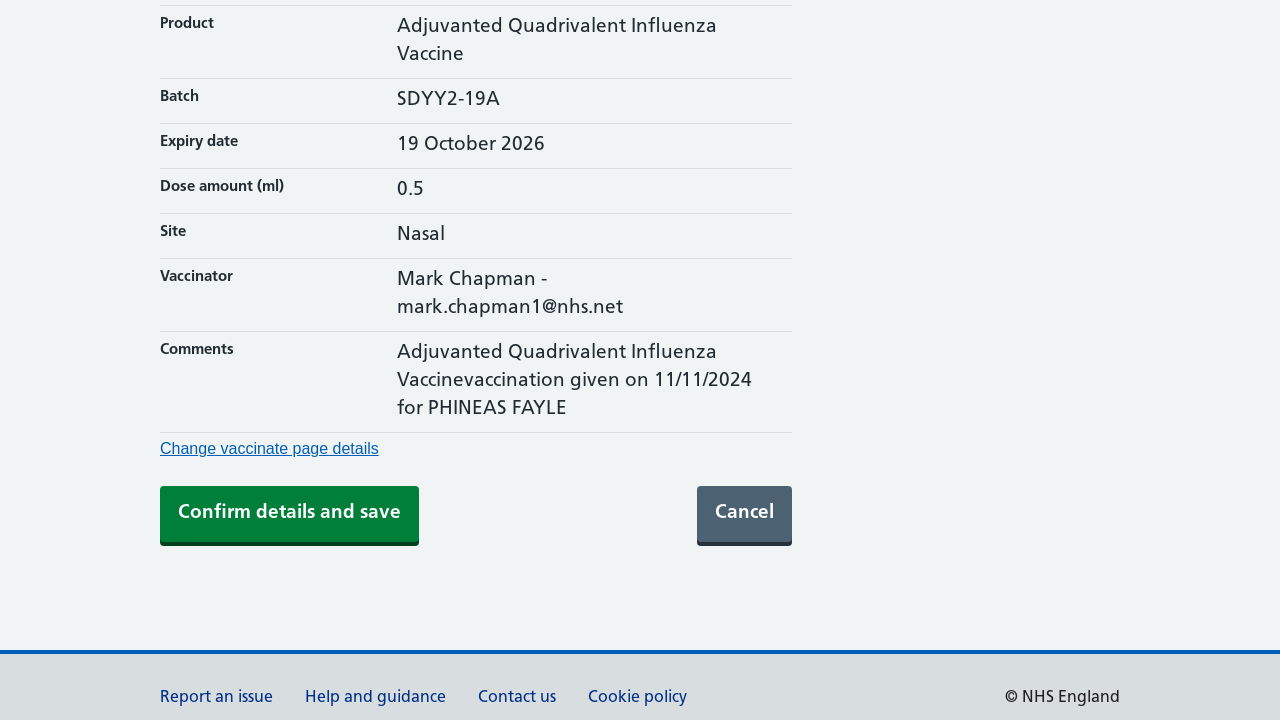 Product
Adjuvanted Quadrivalent Influenza
Vaccine
Batch
SDYY2-19A
Expiry date
19 October 2026
Dose amount (ml)
0.5
Site
Nasal
Vaccinator
Mark Chapman -
mark.chapman1@nhs.net
Comments
Adjuvanted Quadrivalent Influenza
Vaccinevaccination given on 11/11/2024
for PHINEAS FAYLE
Change vaccinate page details
Confirm details and save
Cancel
Report an issue
Help and guidance
Contact us
Cookie policy
© NHS England